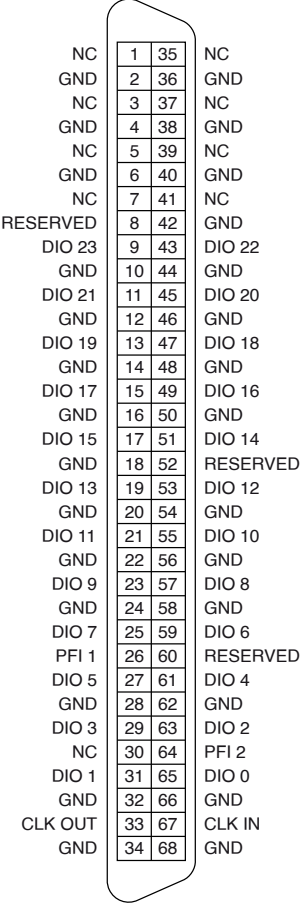 NC 1 35 NC
GND 2 36 GND
NC 3 37 NC
GND 4 38 GND
NC 5 39 NC
GND 6 40 GND
NC 7 41 NC
RESERVED 8 42 GND
DIO 23 9 43 DIO 22
GND 10 44 GND
DIO 21 11 45 DIO 20
GND 12 46 GND
DIO 19 13 47 DIO 18
GND 14 48 GND
DIO 17 15 49 DIO 16
GND 16 50 GND
DIO 15 17 51 DIO 14
GND 18 52 RESERVED
DIO 13 19 53 DIO 12
GND 20 54 GND
DIO 11 21 55 DIO 10
GND 22 56 GND
DIO 9 23 57 DIO 8
GND 24 58 GND
DIO 7 25 59 DIO 6
PFI 1 26 60 RESERVED
DIO 5 27 61 DIO 4
GND 28 62 GND
DIO 3 29 63 DIO 2
NC 30 64 PFI 2
DIO 1 31 65 DIO 0
GND 32 66 GND
CLK OUT 33 67 CLK IN
GND 34 68 GND